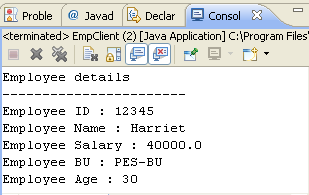 Proble Javad Declar Consol
<terminated> EmpClient (2) [Java Application] C:\Program Files'
Employee details
-----------------------
Employee ID : 12345
Employee Name : Harriet
Employee Salary : 40000.0
Employee BU : PES-BU
Employee Age : 30